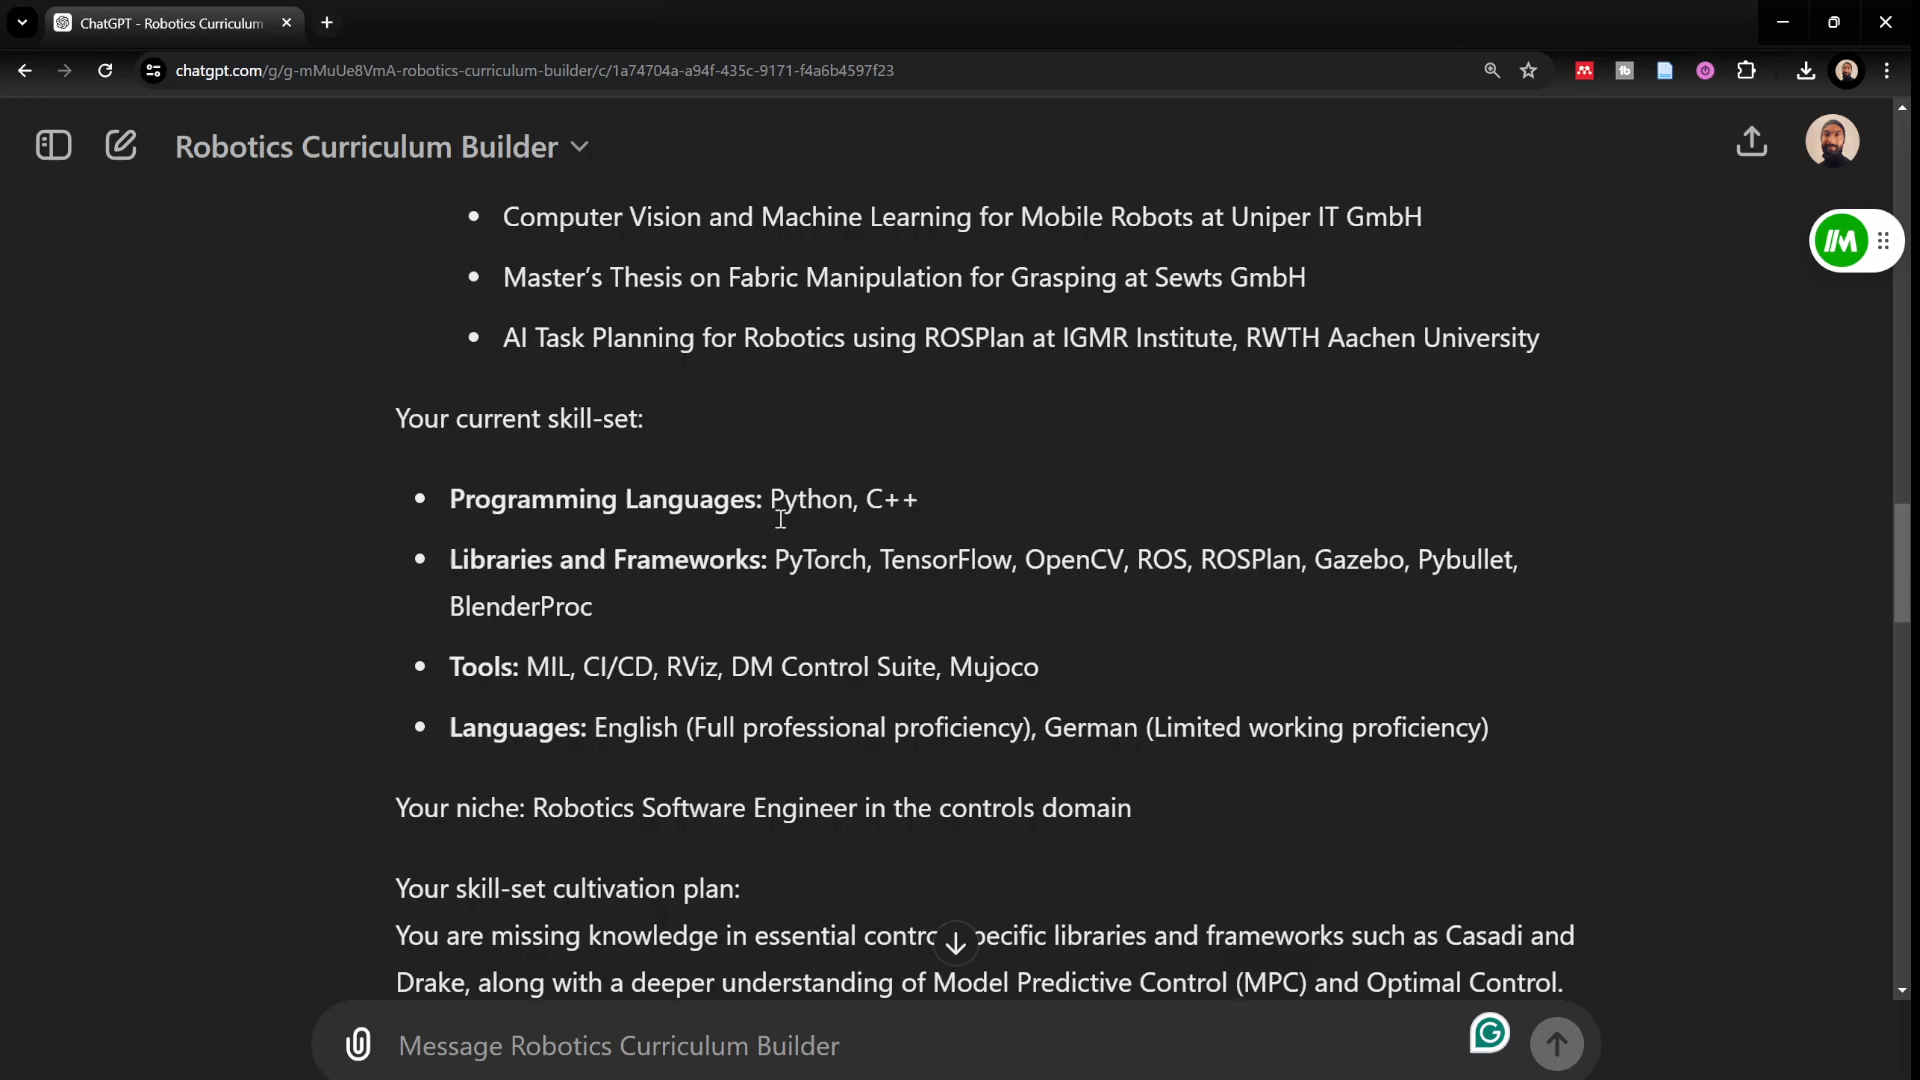 ChatGPT - Robotics Curriculum
chatgpt.com/g/g-mMuUe8VmA-robotics-curriculum-builder/c/1a74704a-a94f-435c-9171-f4a6b4597f23
Robotics Curriculum Builder
• Computer Vision and Machine Learning for Mobile Robots at Uniper IT GmbH
• Master’s Thesis on Fabric Manipulation for Grasping at Sewts GmbH
• AI Task Planning for Robotics using ROSPlan at IGMR Institute, RWTH Aachen University
Your current skill-set:
• Programming Languages: Python, C++
• Libraries and Frameworks: PyTorch, TensorFlow, OpenCV, ROS, ROSPlan, Gazebo, Pybullet,
BlenderProc
• Tools: MIL, CI/CD, RViz, DM Control Suite, Mujoco
• Languages: English (Full professional proficiency), German (Limited working proficiency)
Your niche: Robotics Software Engineer in the controls domain
Your skill-set cultivation plan:
You are missing knowledge in essential libraries and frameworks such as Casadi and
Drake, along with a deeper understanding of Model Predictive Control (MPC) and Optimal Control.
Message Robotics Curriculum Builder